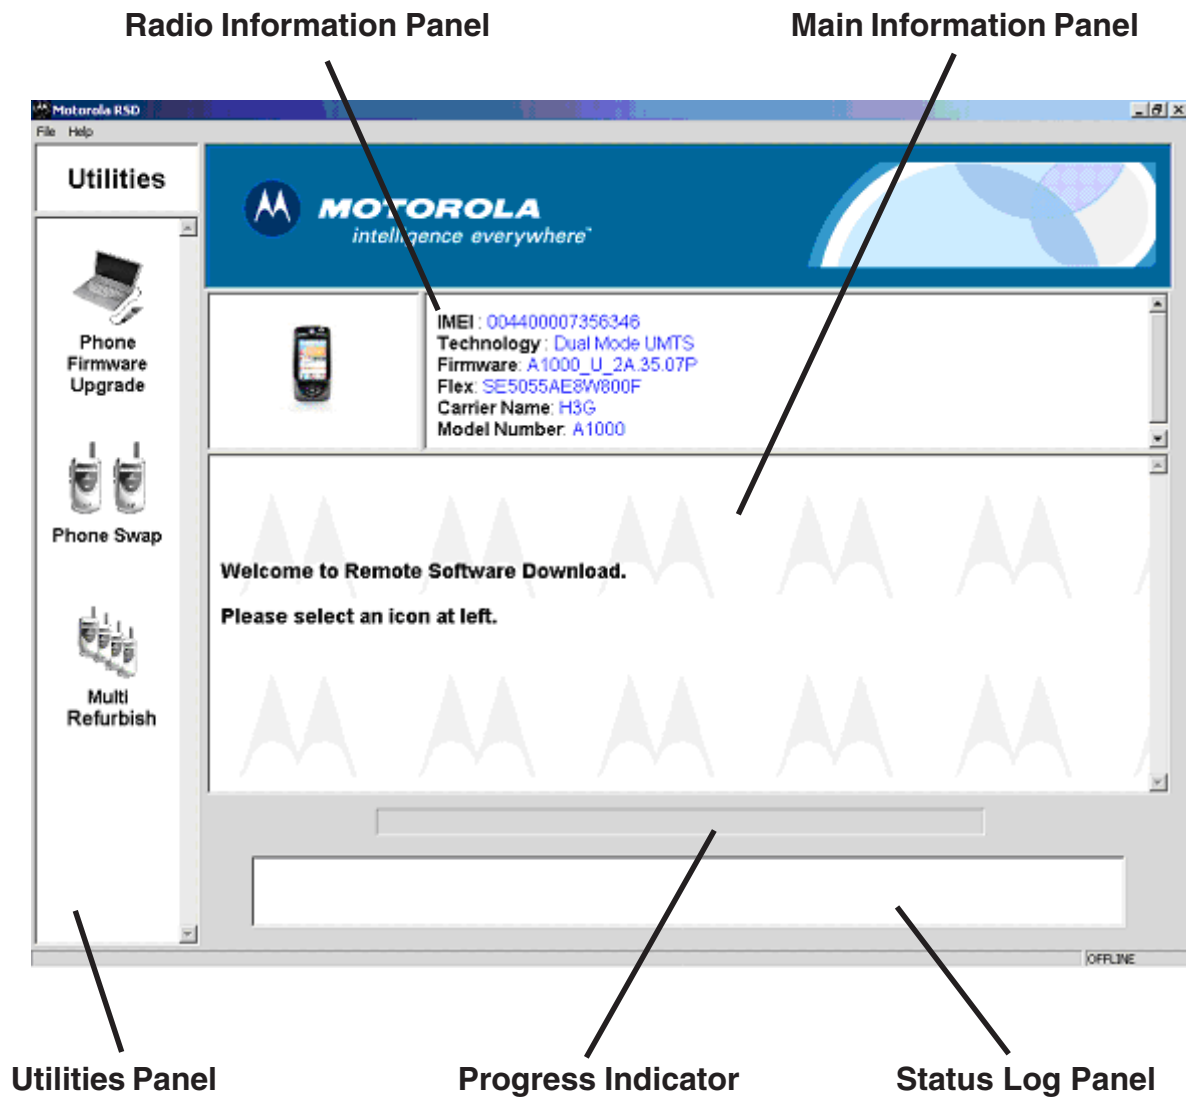 Radio Information Panel
Main Information Panel
Motorola RSD
File Help
Utilities
MOTOROLA
intelligence everywhere™
Phone
Firmware
Upgrade
Phone Swap
Multi
Refurbish
IMEI : 004400007356346
Technology : Dual Mode UMTS
Firmware: A1000_U_2A.35.07P
Flex: SE5055AE8W800F
Carrier Name: H3G
Model Number: A1000
Welcome to Remote Software Download.
Please select an icon at left.
OFFLINE
Utilities Panel
Progress Indicator
Status Log Panel